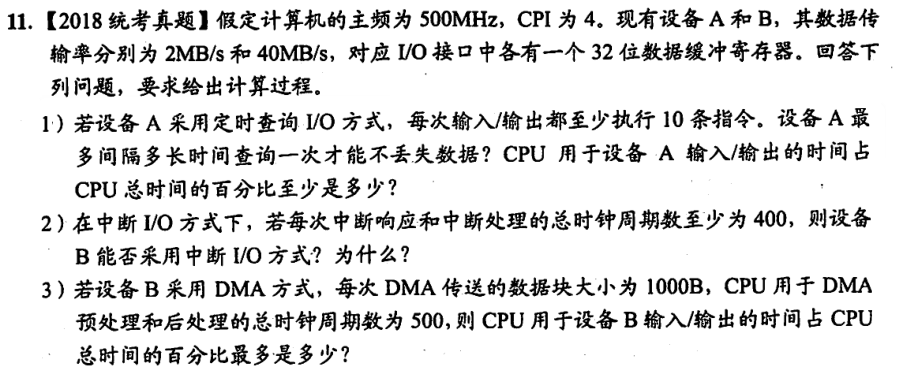 11.【2018 统考真题】假定计算机的主频为 500MHz，CPI 为 4。现有设备 A 和 B，其数据传
输率分别为 2MB/s 和 40MB/s，对应 I/O 接口中各有一个 32 位数据缓冲寄存器。回答下
列问题，要求给出计算过程。
1）若设备 A 采用定时查询 I/O 方式，每次输入/输出都至少执行 10 条指令。设备 A 最
多间隔多长时间查询一次才能不丢失数据？CPU 用于设备 A 输入/输出的时间占
CPU 总时间的百分比至少是多少？
2）在中断 I/O 方式下，若每次中断响应和中断处理的总时钟周期数至少为 400，则设备
B 能否采用中断 I/O 方式？为什么？
3）若设备 B 采用 DMA 方式，每次 DMA 传送的数据块大小为 1000B，CPU 用于 DMA
预处理和后处理的总时钟周期数为 500，则 CPU 用于设备 B 输入/输出的时间占 CPU
总时间的百分比最多是多少？